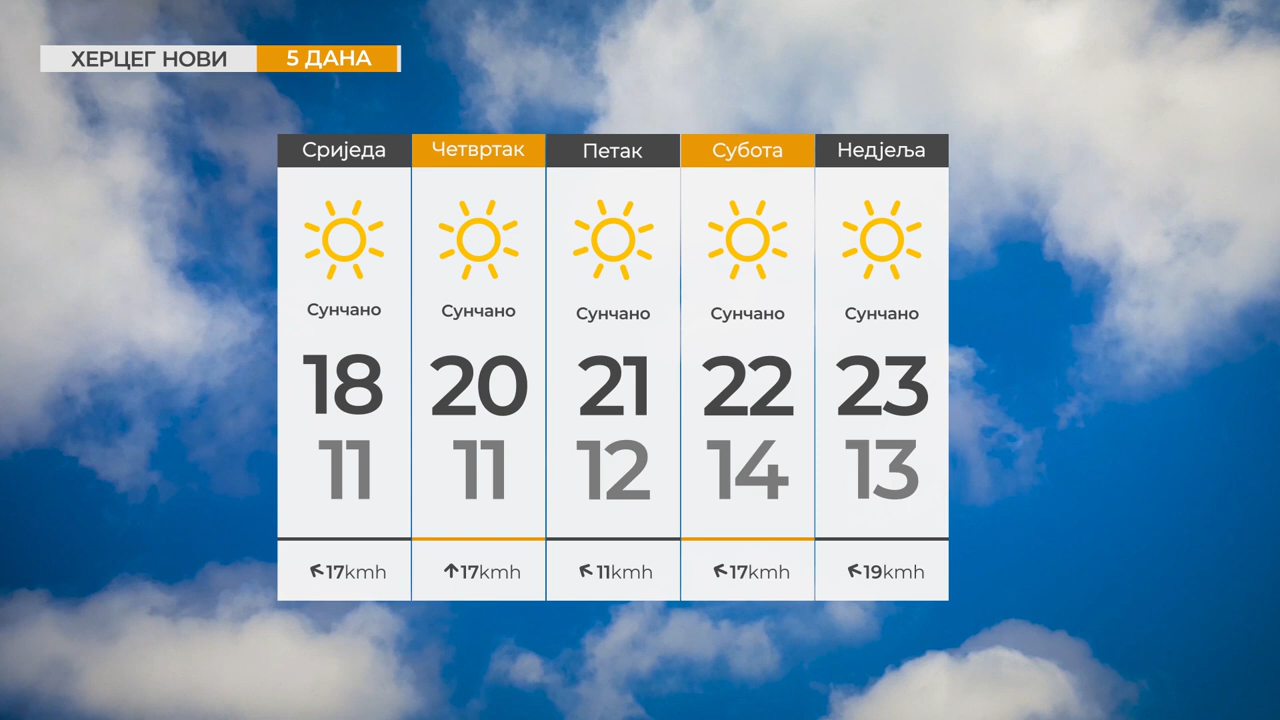 ХЕРЦЕГ НОВИ 5 ДАНА
Сриједа Четвртак Петак Субота Недјеља
Сунчано Сунчано Сунчано Сунчано Сунчано
18 20 21 22 23
11 11 12 14 13
17kmh 17kmh 11kmh 17kmh 19kmh